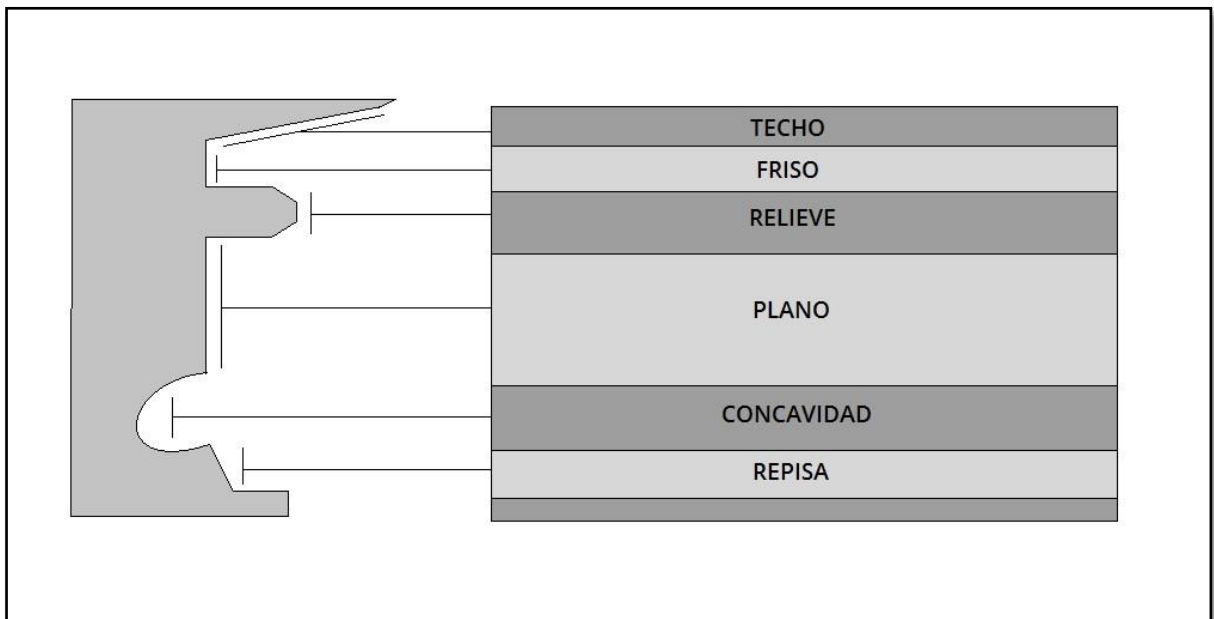 TECHO
FRISO
RELIEVE
PLANO
CONCAVIDAD
REPISA